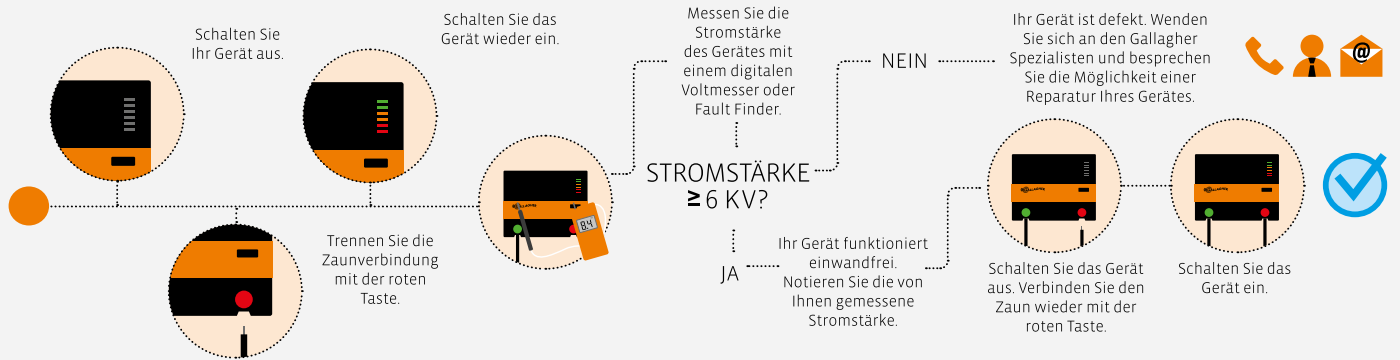 Schalten Sie
Ihr Gerät aus.
Trennen Sie die
Zaunverbindung
mit der roten
Taste.
Schalten Sie das
Gerät wieder ein.
8.4
Messen Sie die
Stromstärke
des Gerätes mit
einem digitalen
Voltmesser oder
Fault Finder.
STROMSTÄRKE
≥ 6 KV?
NEIN
Ihr Gerät ist defekt. Wenden
Sie sich an den Gallagher
Spezialisten und besprechen
Sie die Möglichkeit einer
Reparatur Ihres Gerätes.
@
JA
Ihr Gerät funktioniert
einwandfrei.
Notieren Sie die von
Ihnen gemessene
Stromstärke.
GALLAGHER
Schalten Sie das Gerät
aus. Verbinden Sie den
Zaun wieder mit der
roten Taste.
GALLAGHER
Schalten Sie das
Gerät ein.